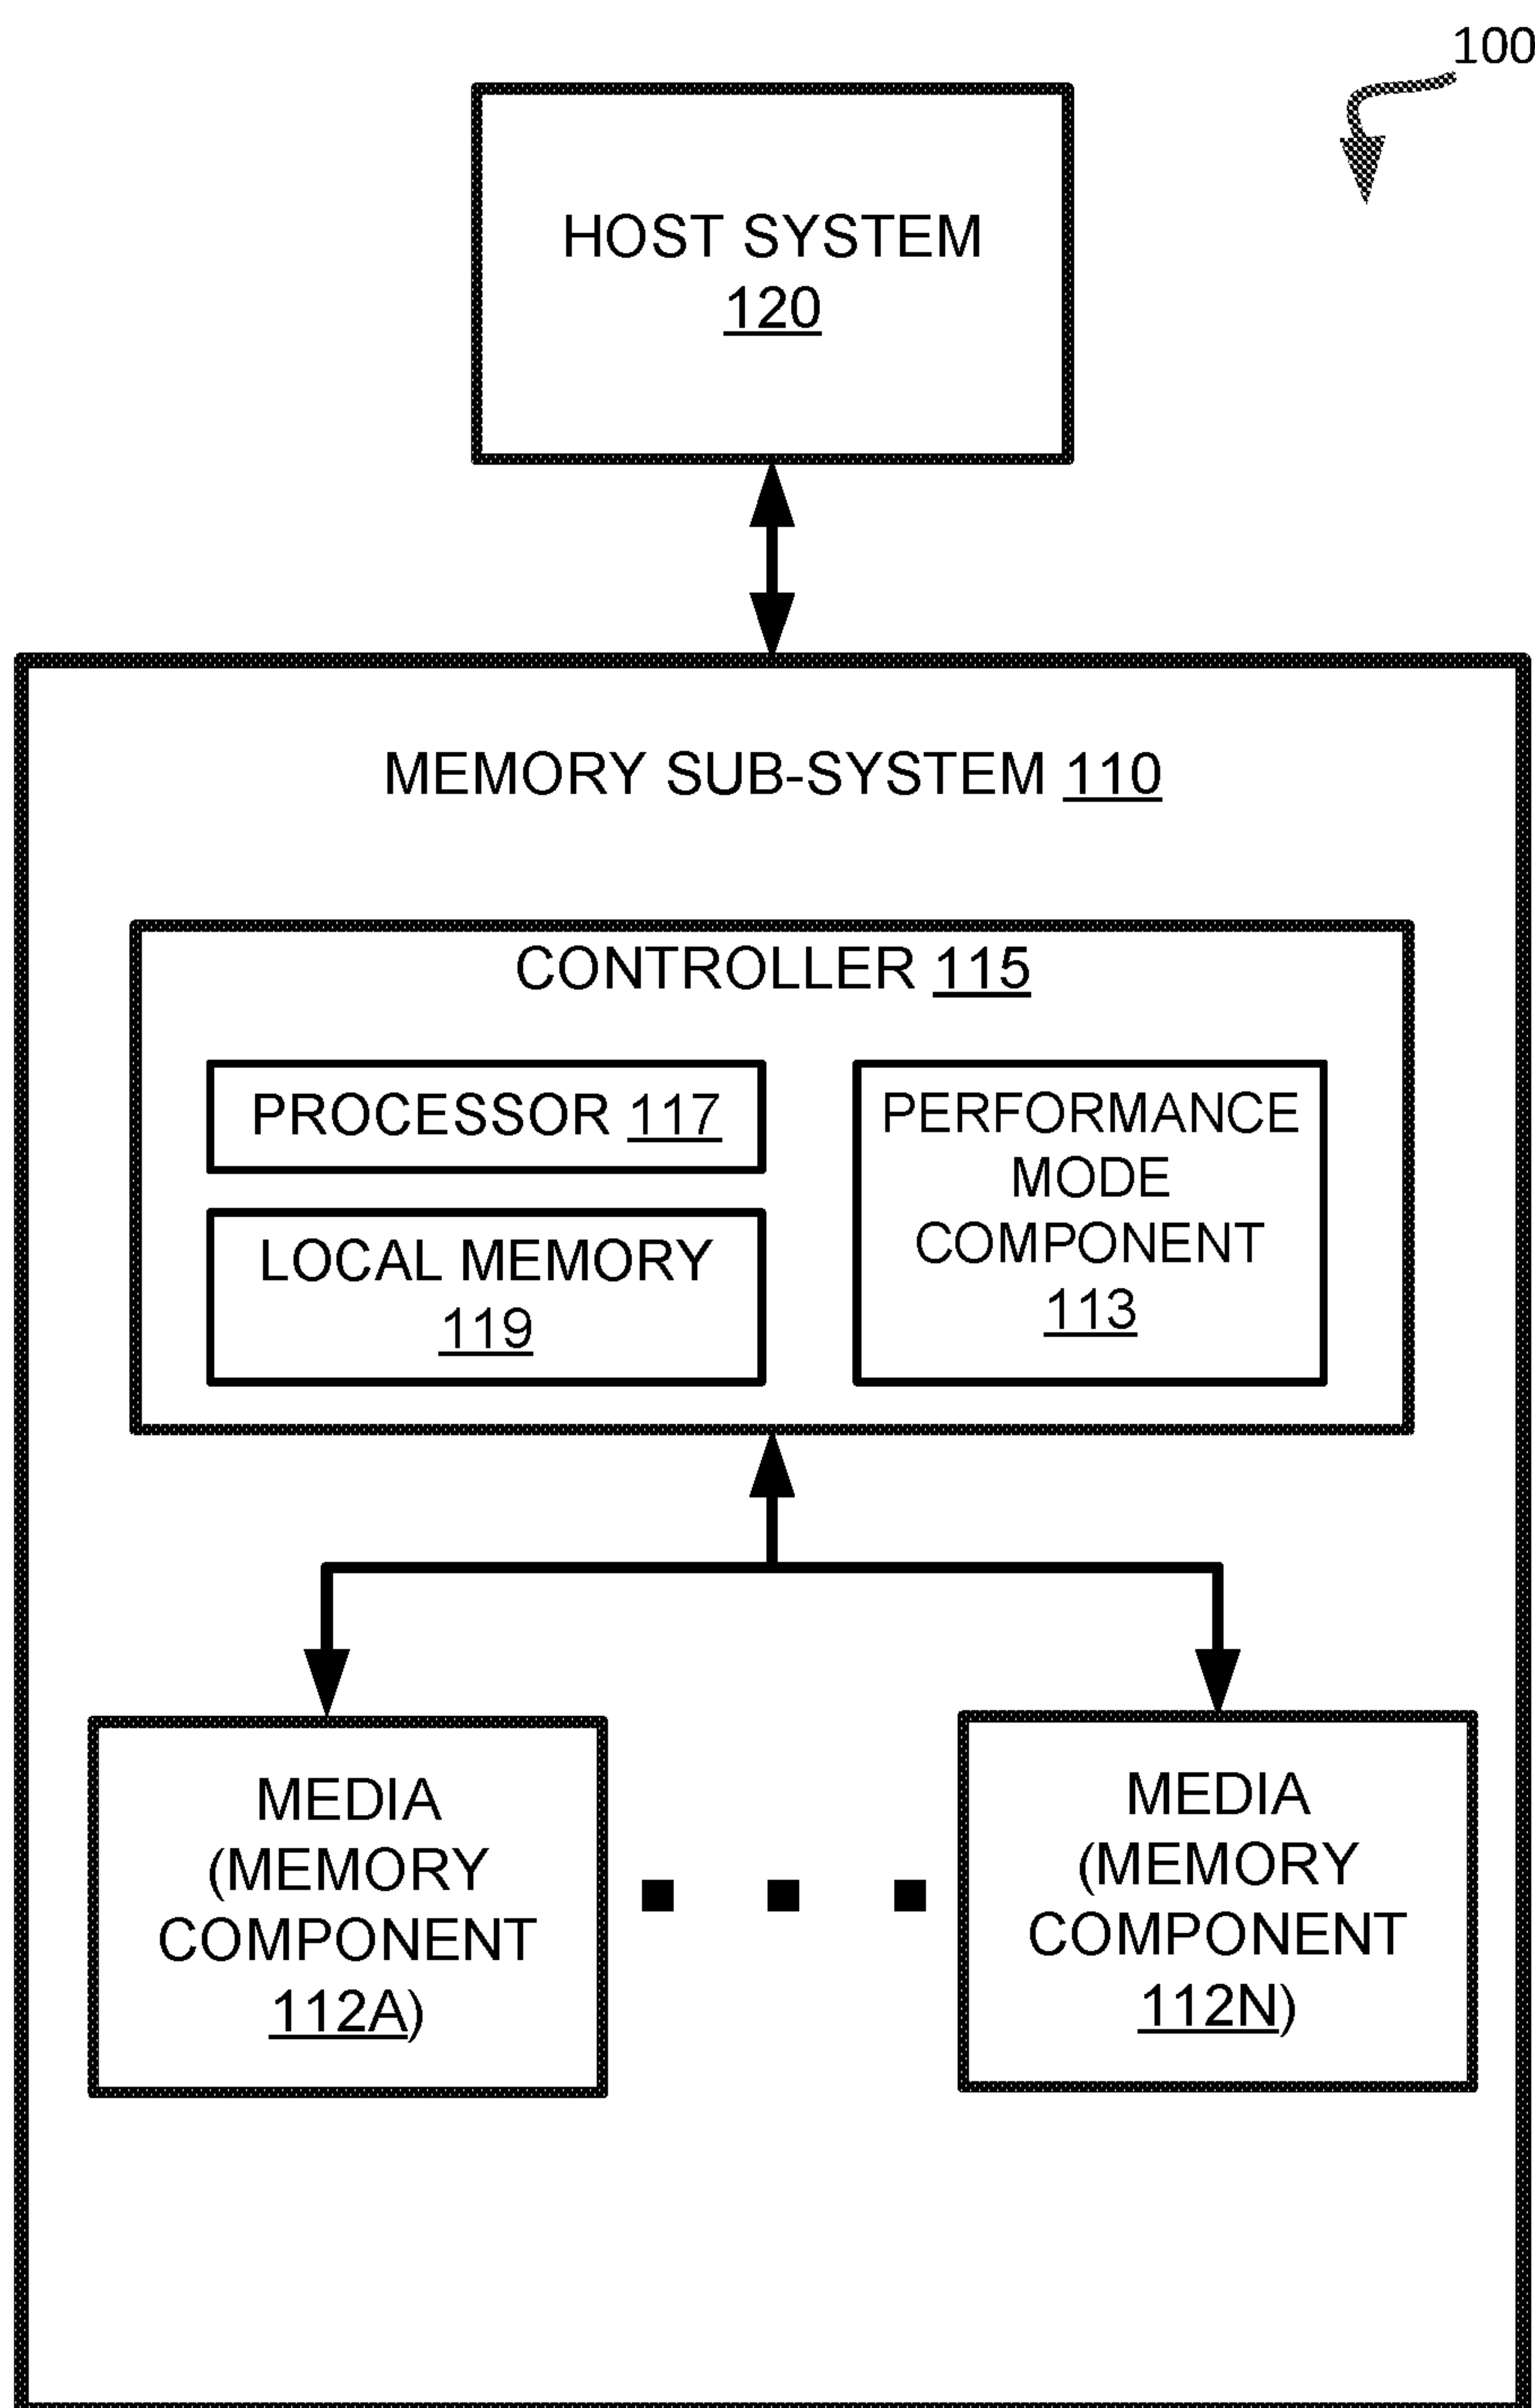 100
HOST SYSTEM
120
MEMORY SUB-SYSTEM 110
CONTROLLER 115
PROCESSOR 117
LOCAL MEMORY
119
PERFORMANCE
MODE
COMPONENT
113
MEDIA
(MEMORY
COMPONENT
112A)
MEDIA
(MEMORY
COMPONENT
112N)